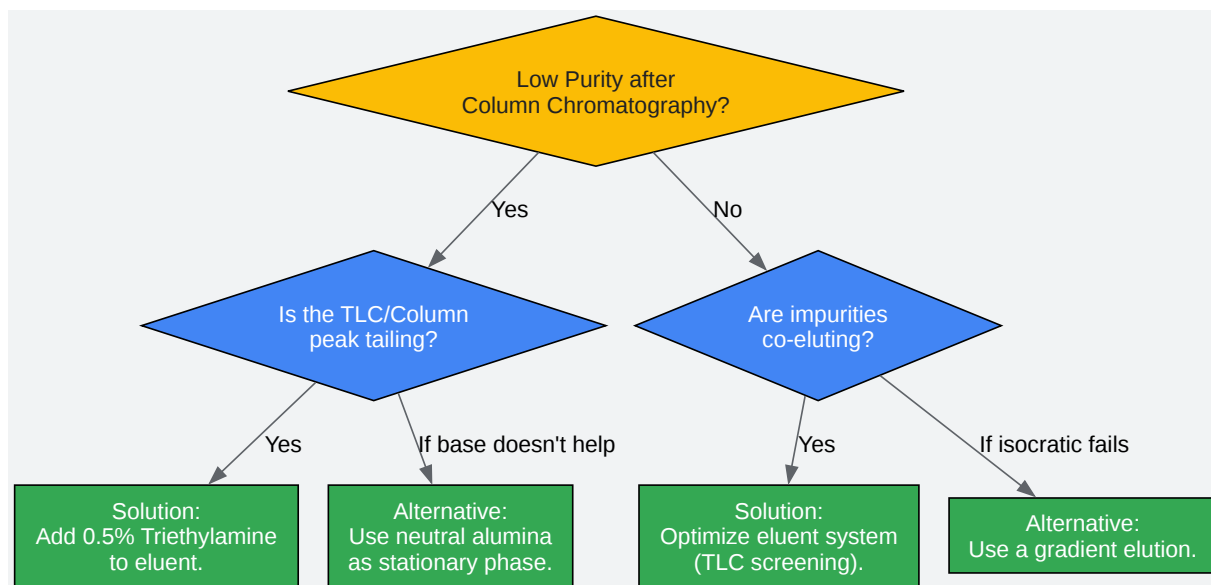 Low Purity after
Column Chromatography?
Yes
No
Is the TLC/Column
peak tailing?
Are impurities
co-eluting?
Yes
If base doesn't help
Yes
If isocratic fails
Solution:
Add 0.5% Triethylamine
to eluent.
Alternative:
Use neutral alumina
as stationary phase.
Solution:
Optimize eluent system
(TLC screening).
Alternative:
Use a gradient elution.